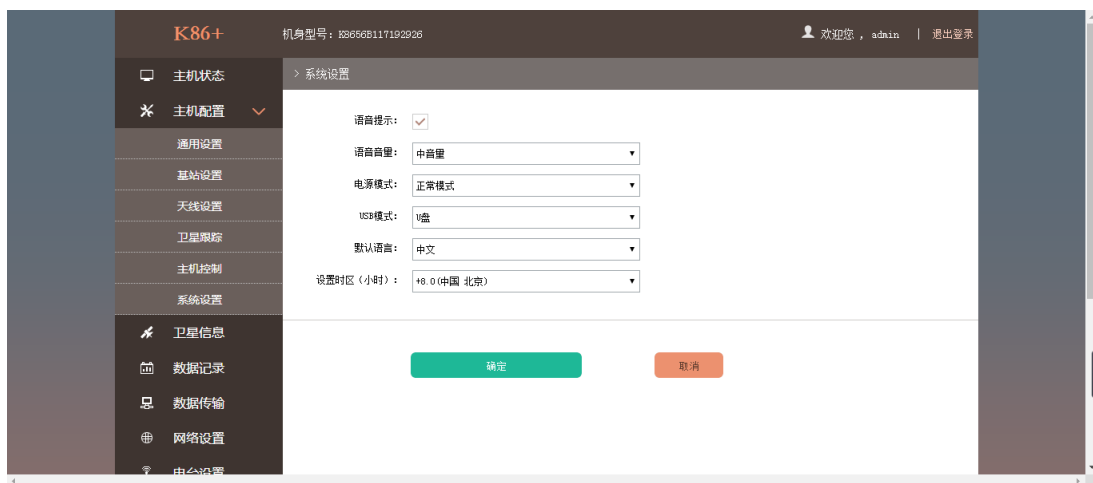 K86+
机身型号：K8656B117192926
欢迎您，admin | 退出登录
主机状态
主机配置
通用设置
基站设置
天线设置
卫星跟踪
主机控制
系统设置
卫星信息
数据记录
数据传输
网络设置
电台设置
> 系统设置
语音提示：
语音音量： 中音量
电源模式： 正常模式
USB模式： U盘
默认语言： 中文
设置时区（小时）： +8.0(中国 北京)
确定
取消